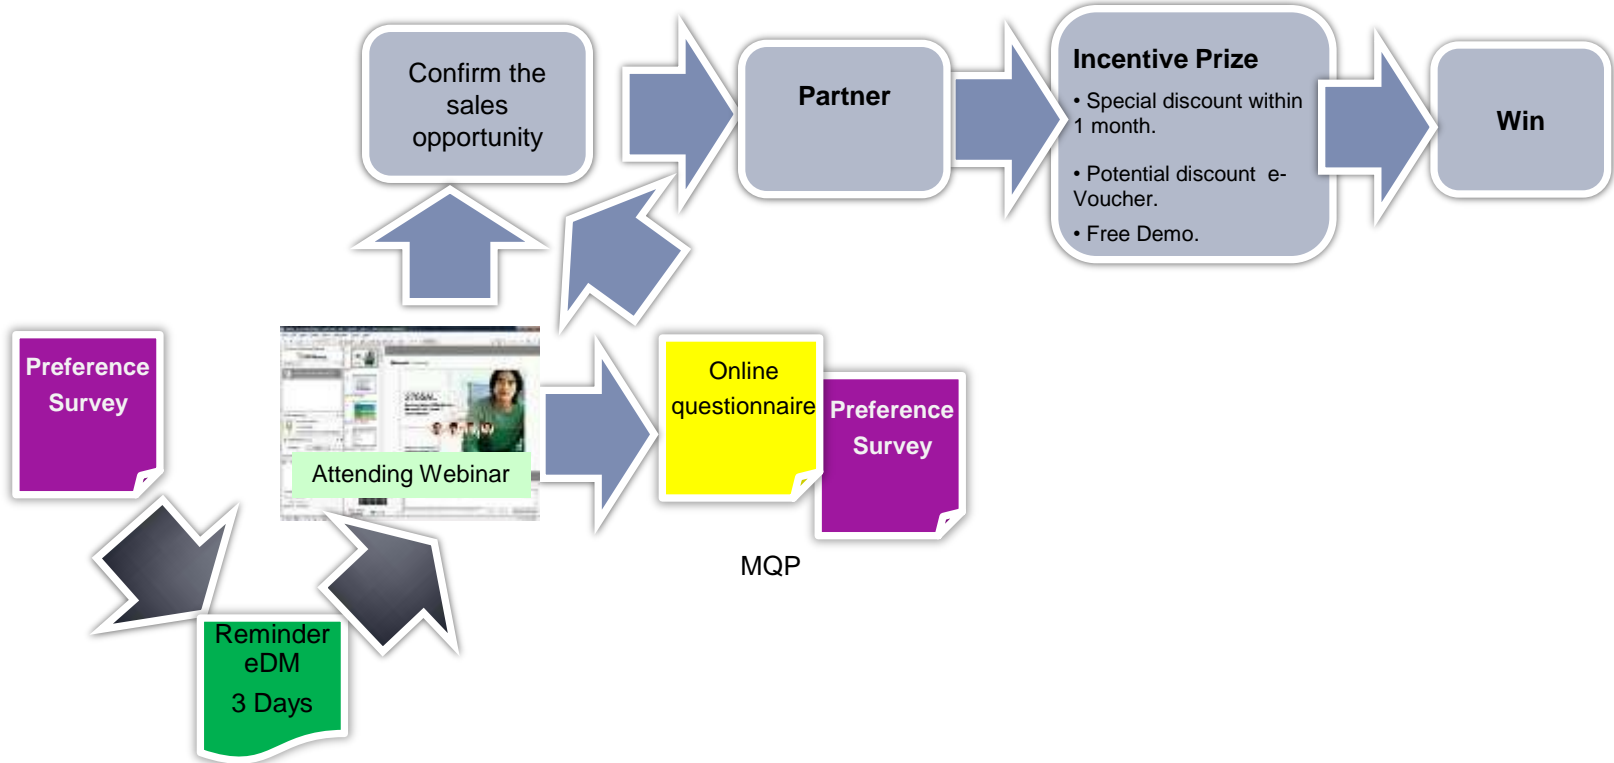 Confirm the
sales
opportunity
Partner
Incentive Prize
• Special discount within
1 month.
• Potential discount e-
Voucher.
• Free Demo.
Win
Preference
Survey
Attending Webinar
Online
questionnaire
Preference
Survey
MQP
Reminder
eDM
3 Days